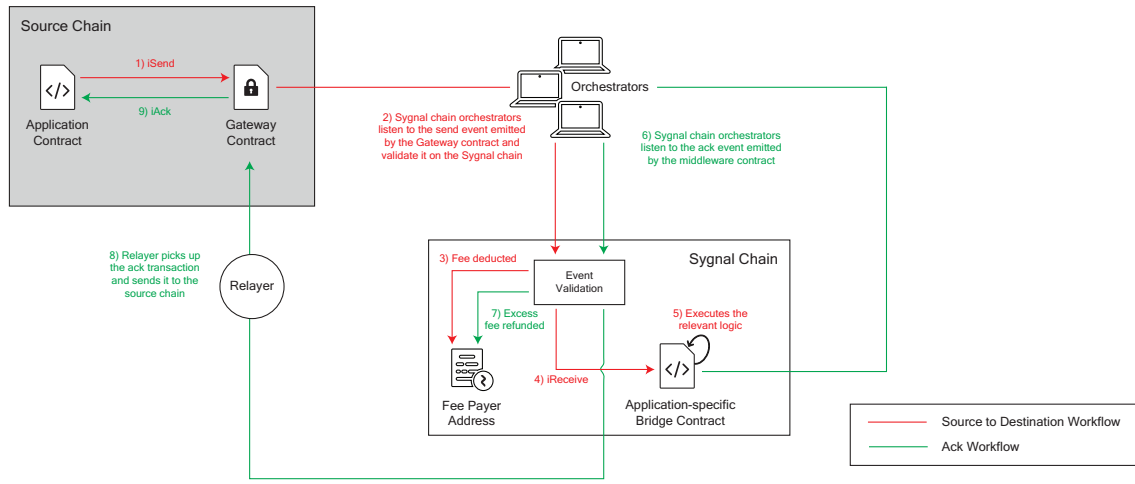 Source Chain
1) iSend
9) iAck
Application
Contract
Gateway
Contract
Orchestrators
2) Sygnal chain orchestrators
listen to the send event emitted
by the Gateway contract and
validate it on the Sygnal chain
6) Sygnal chain orchestrators
listen to the ack event emitted
by the middleware contract
8) Relayer picks up
the ack transaction
and sends it to the
source chain
Relayer
Sygnal Chain
3) Fee deducted
Event
Validation
7) Excess
fee refunded
5) Executes the
relevant logic
4) iReceive
Fee Payer
Address
Application-specific
Bridge Contract
Source to Destination Workflow
Ack Workflow